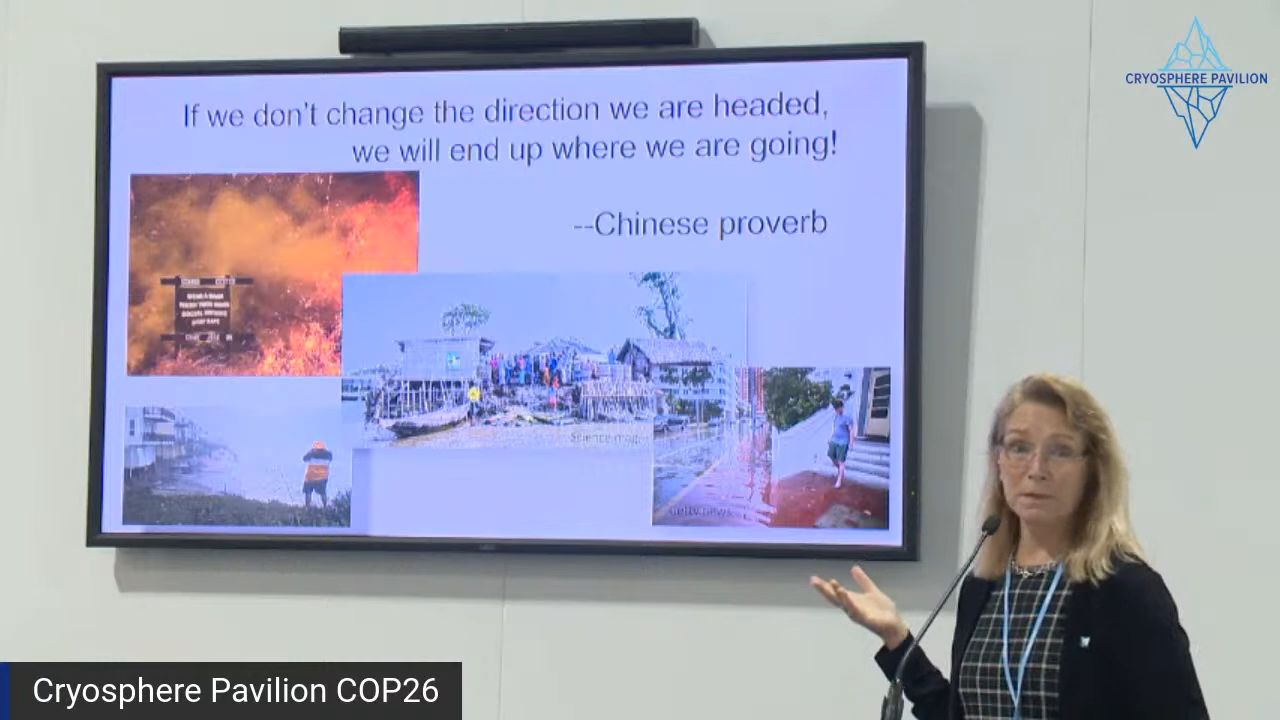 CRYOSPHERE PAVILION
If we don't change the direction we are headed,
we will end up where we are going!
--Chinese proverb
Cryosphere Pavilion COP26